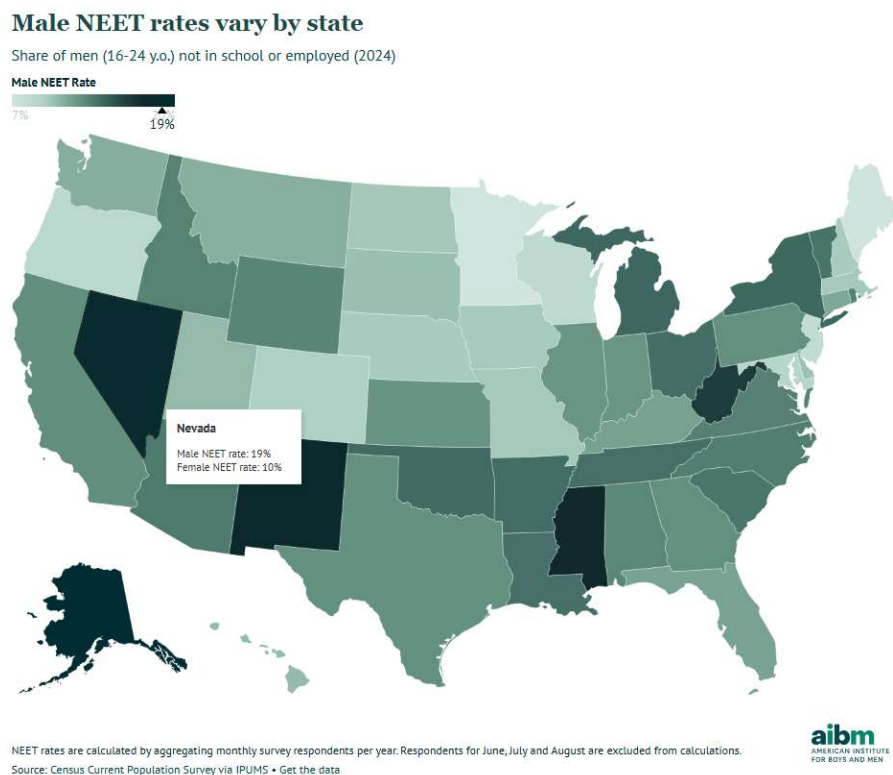 Male NEET rates vary by state
Share of men (16-24 y.o.) not in school or employed (2024)
Male NEET Rate
7%
19%
Nevada
Male NEET rate: 19%
Female NEET rate: 10%
NEET rates are calculated by aggregating monthly survey respondents per year. Respondents for June, July and August are excluded from calculations.
Source: Census Current Population Survey via IPUMS • Get the data
aibm
AMERICAN INSTITUTE
FOR BOYS AND MEN